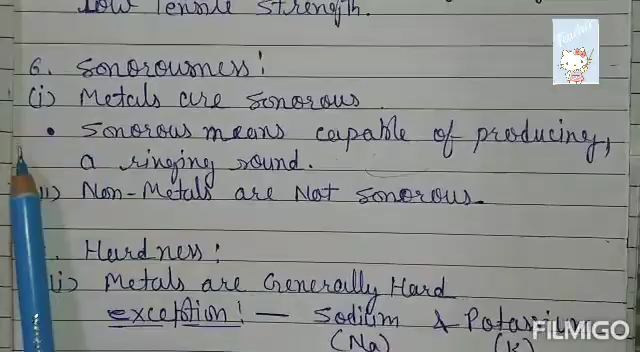 Low Tensile Strength.
6. Sonorousness!
(i) Metals are Sonorous.
• Sonorous means capable of producing,
a ringing sound.
ii) Non-Metals are Not sonorous.
. Hardness:
(i) Metals are Generally Hard
exception! — Sodium & Potassium
(Na) (K)
Teacher
FILMIGO